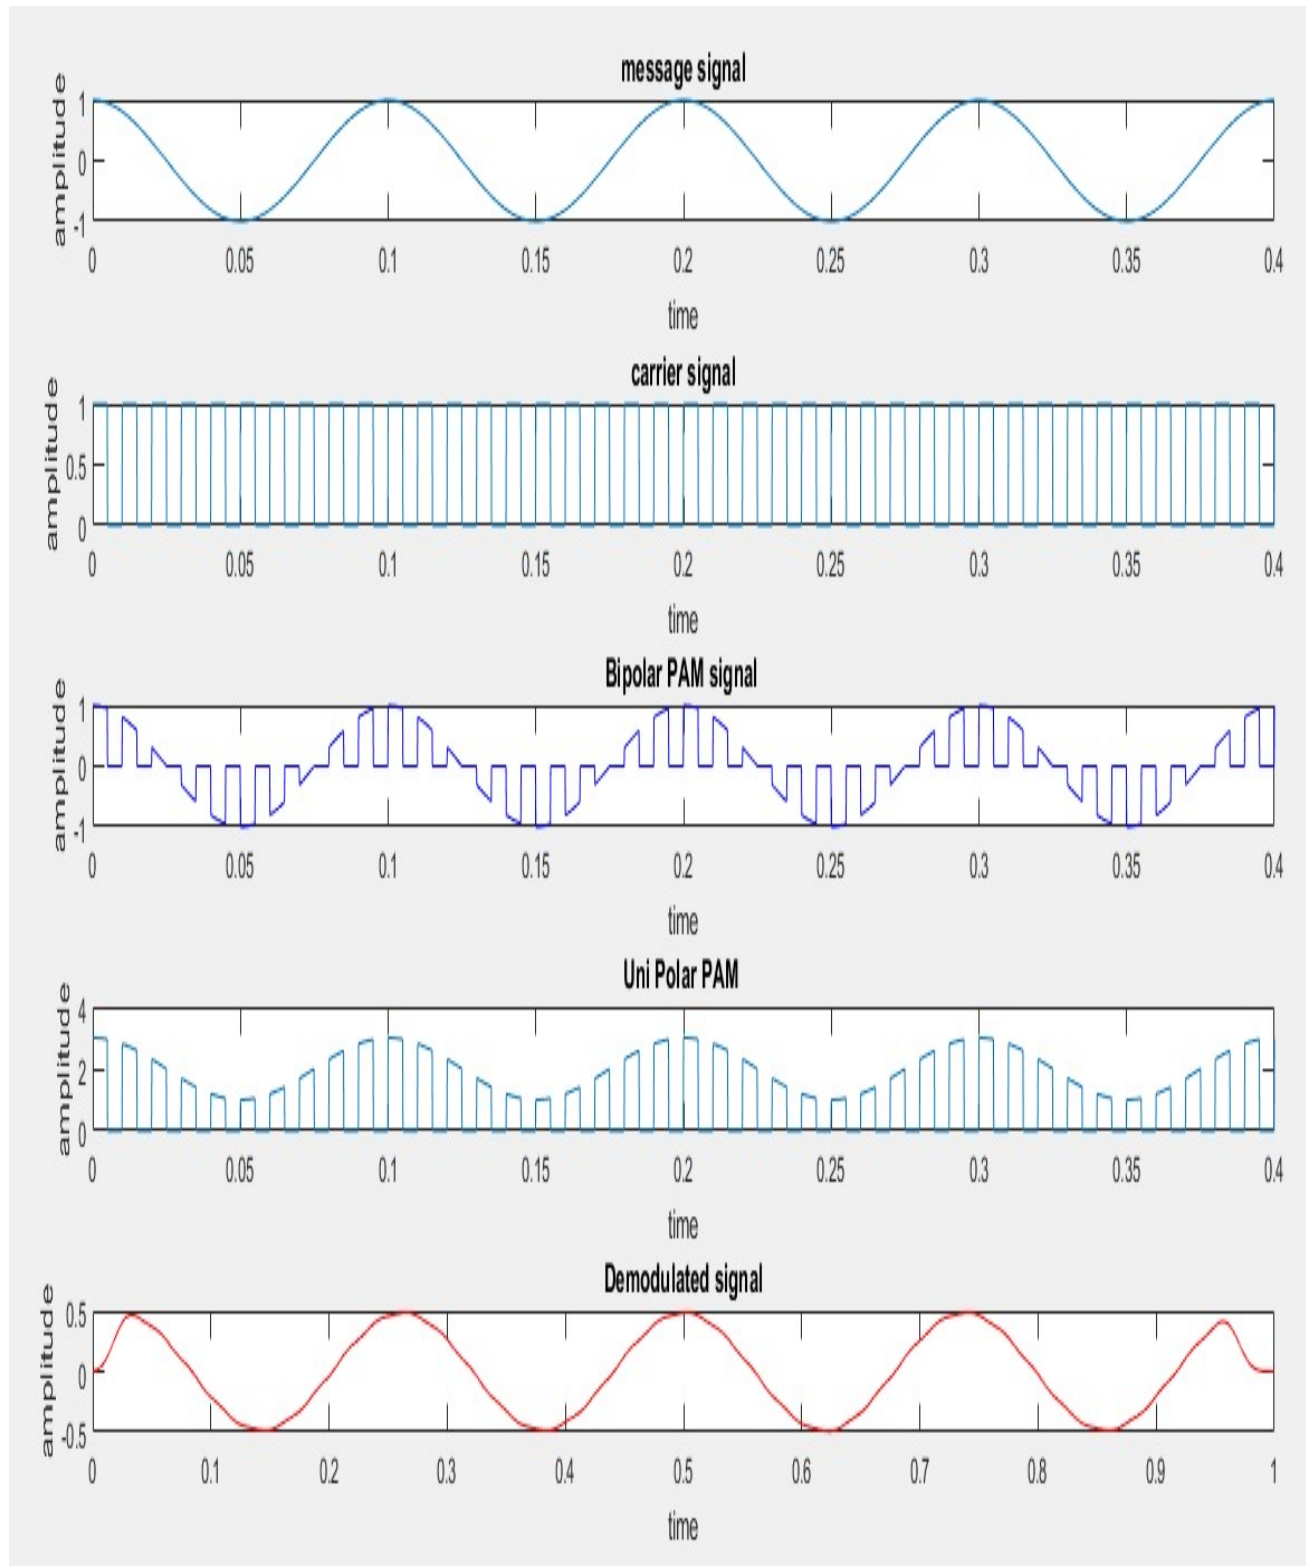 message signal
amplitude
1
0
-1
0 0.05 0.1 0.15 0.2 0.25 0.3 0.35 0.4
time
carrier signal
amplitude
1
0.5
0
0 0.05 0.1 0.15 0.2 0.25 0.3 0.35 0.4
time
Bipolar PAM signal
amplitude
1
0
-1
0 0.05 0.1 0.15 0.2 0.25 0.3 0.35 0.4
time
Uni Polar PAM
amplitude
4
2
0
0 0.05 0.1 0.15 0.2 0.25 0.3 0.35 0.4
time
Demodulated signal
amplitude
0.5
0
-0.5
0 0.1 0.2 0.3 0.4 0.5 0.6 0.7 0.8 0.9 1
time